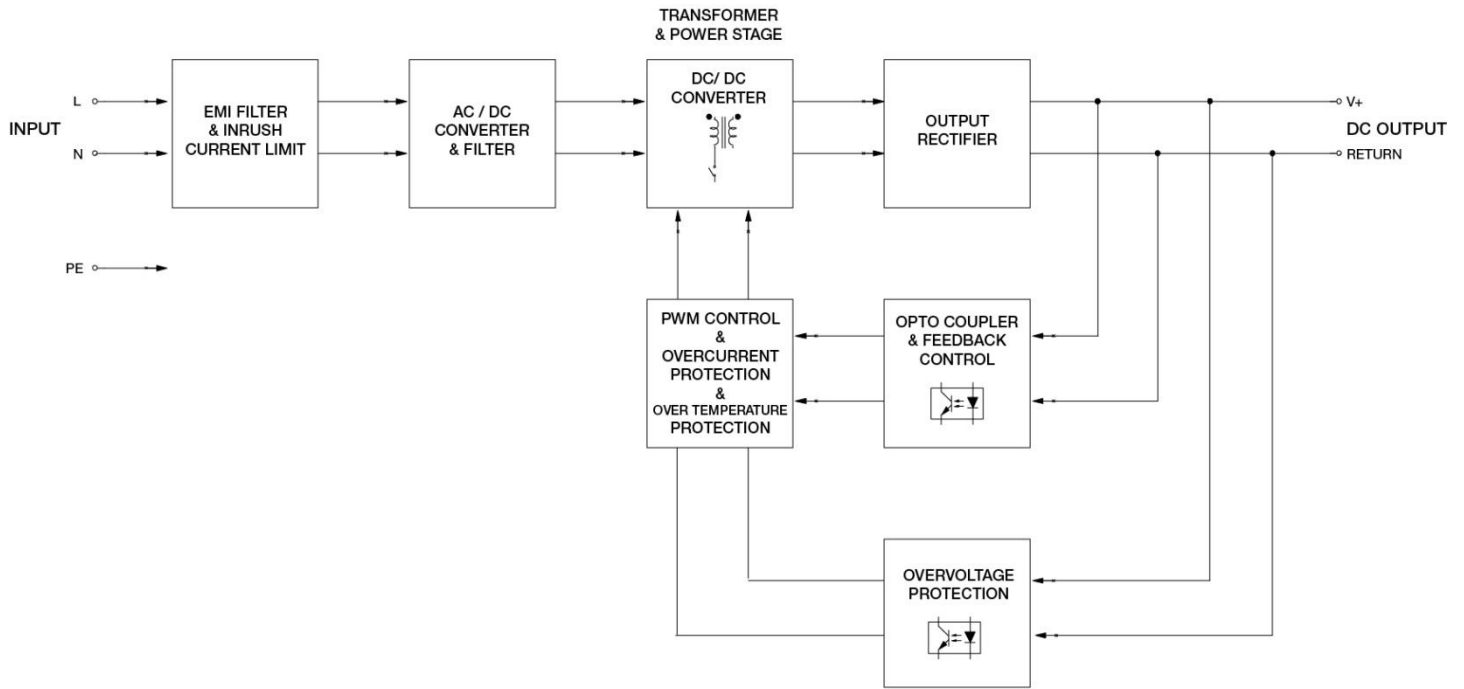 TRANSFORMER
& POWER STAGE
INPUT
L
N
PE
EMI FILTER
& INRUSH
CURRENT LIMIT
AC / DC
CONVERTER
& FILTER
DC/ DC
CONVERTER
OUTPUT
RECTIFIER
V+
DC OUTPUT
RETURN
PWM CONTROL
&
OVERCURRENT
PROTECTION
&
OVER TEMPERATURE
PROTECTION
OPTO COUPLER
& FEEDBACK
CONTROL
OVERVOLTAGE
PROTECTION